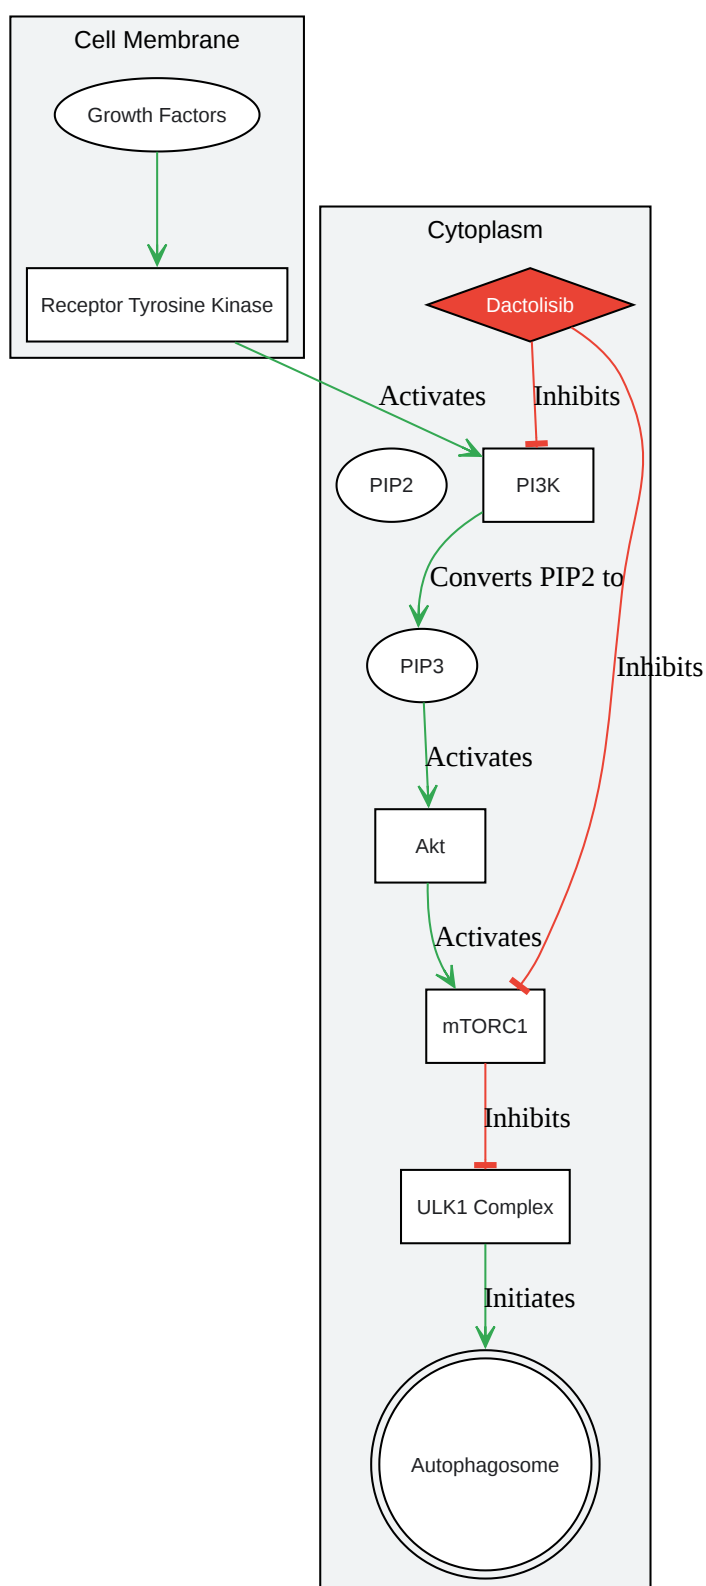 Cell Membrane
Growth Factors
Receptor Tyrosine Kinase
Cytoplasm
Dactolisib
Activates
Inhibits
PIP2
PI3K
Converts PIP2 to
PIP3
Inhibits
Activates
Akt
Activates
mTORC1
Inhibits
ULK1 Complex
Initiates
Autophagosome